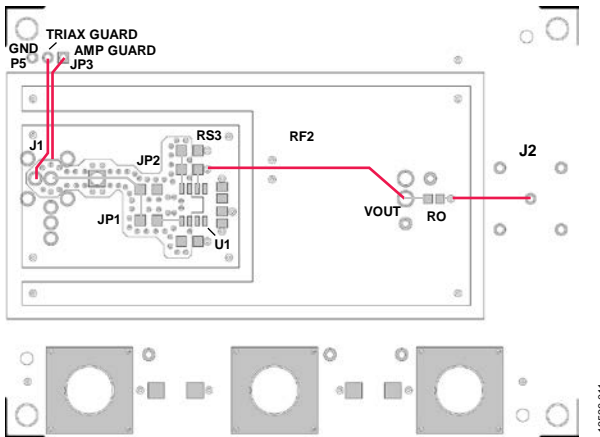 TRIAX GUARD
GND AMP GUARD
P5 JP3
J1
JP2
RS3
RF2
J2
JP1
U1
VOUT
RO